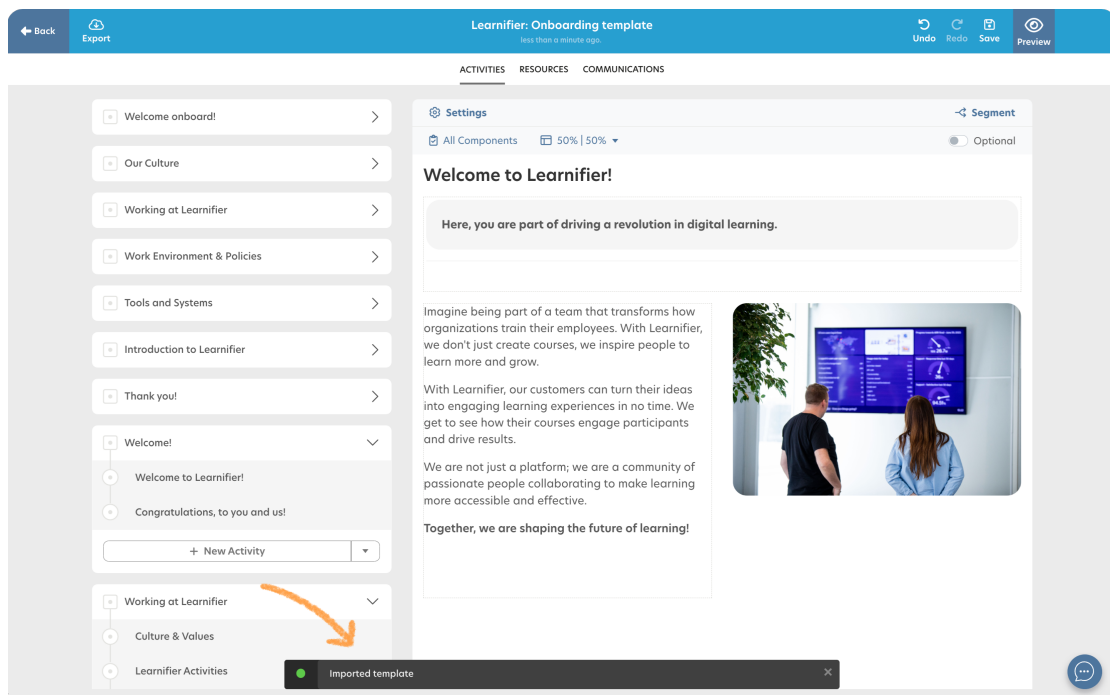 Back
Export
Learnifier: Onboarding template
less than a minute ago.
Undo
Redo
Save
Preview
ACTIVITIES
RESOURCES
COMMUNICATIONS
Welcome onboard!
Our Culture
Working at Learnifier
Work Environment & Policies
Tools and Systems
Introduction to Learnifier
Thank you!
Welcome!
Welcome to Learnifier!
Congratulations, to you and us!
+ New Activity
Working at Learnifier
Culture & Values
Learnifier Activities
Settings
Segment
All Components
50% | 50%
Optional
Welcome to Learnifier!
Here, you are part of driving a revolution in digital learning.
Imagine being part of a team that transforms how
organizations train their employees. With Learnifier,
we don't just create courses, we inspire people to
learn more and grow.
With Learnifier, our customers can turn their ideas
into engaging learning experiences in no time. We
get to see how their courses engage participants
and drive results.
We are not just a platform; we are a community of
passionate people collaborating to make learning
more accessible and effective.
Together, we are shaping the future of learning!
Imported template